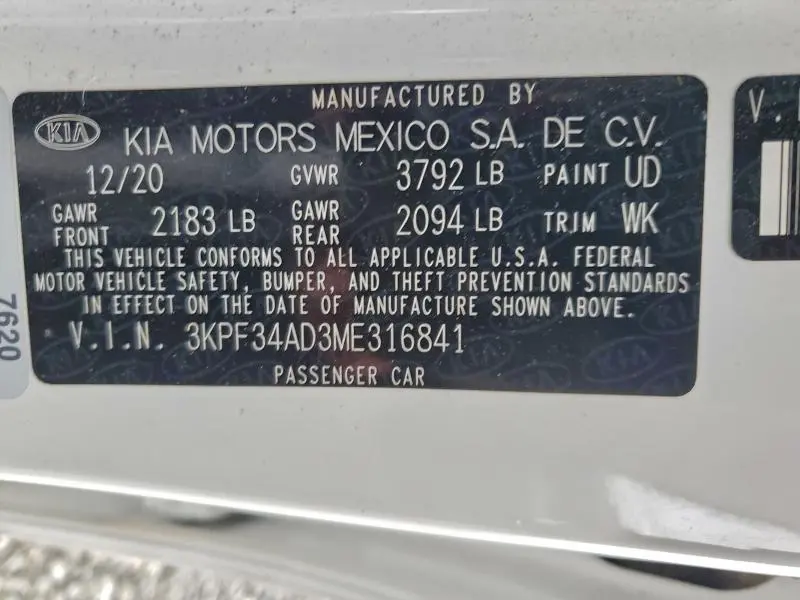 MANUFACTURED BY
KIA KIA MOTORS MEXICO S.A. DE C.V.
12/20 GVWR 3792 LB PAINT UD
GAWR FRONT 2183 LB GAWR REAR 2094 LB TRIM WK
THIS VEHICLE CONFORMS TO ALL APPLICABLE U.S.A. FEDERAL
MOTOR VEHICLE SAFETY, BUMPER, AND THEFT PREVENTION STANDARDS
IN EFFECT ON THE DATE OF MANUFACTURE SHOWN ABOVE.
V.I.N. 3KPF34AD3ME316841
PASSENGER CAR
7620
V.